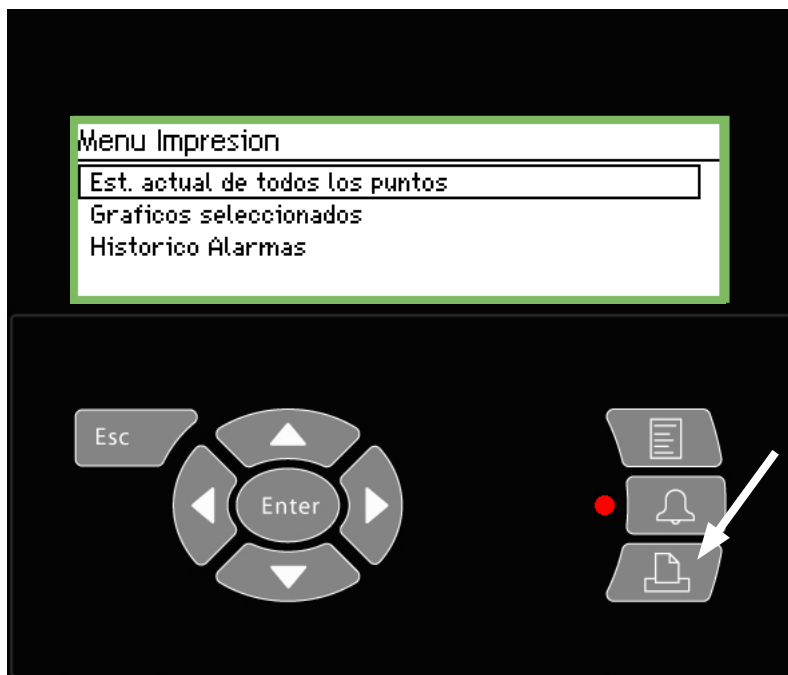 Menu Impresion
Est. actual de todos los puntos
Graficos seleccionados
Historico Alarmas
Esc
Enter